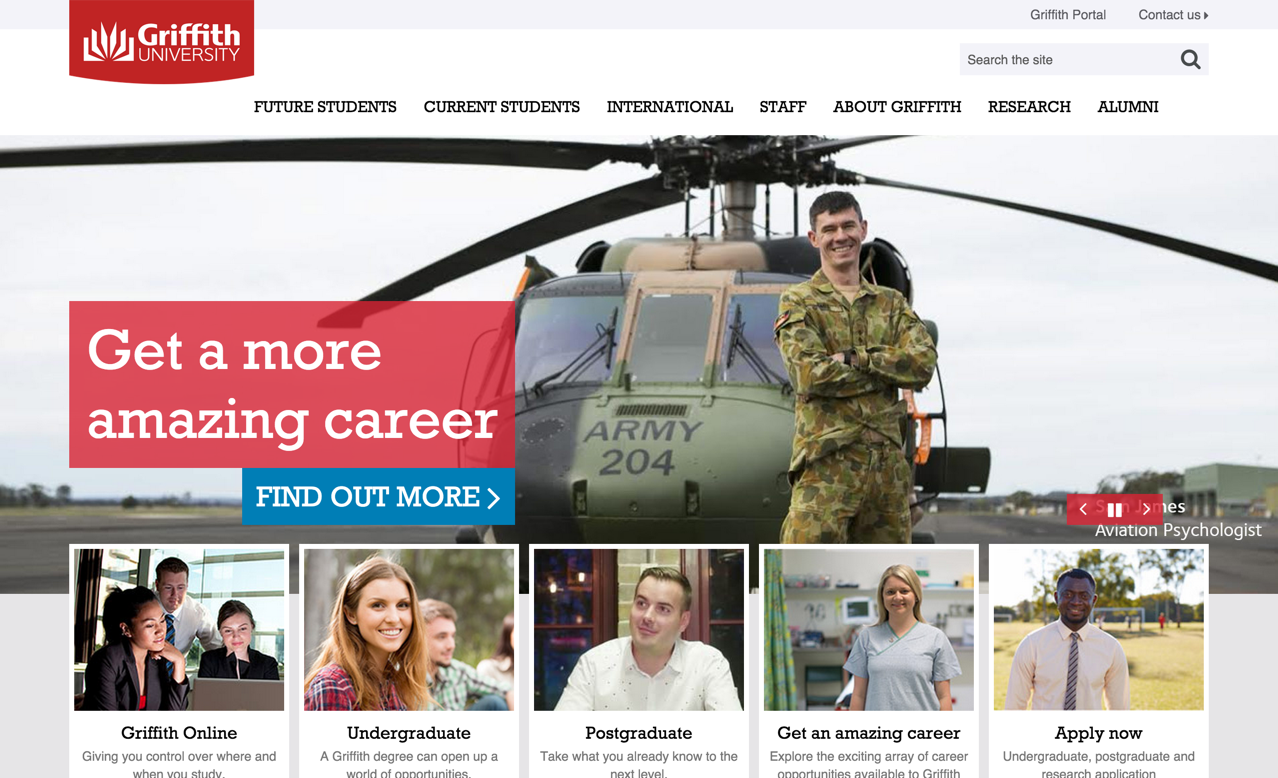 Griffith Portal
Contact us
Griffith
UNIVERSITY
Search the site
FUTURE STUDENTS CURRENT STUDENTS INTERNATIONAL STAFF ABOUT GRIFFITH RESEARCH ALUMNI
Get a more
amazing career
FIND OUT MORE
ARMY
204
Aviation Psychologist
Griffith Online
Giving you control over where and
when you study.
Undergraduate
A Griffith degree can open up a
world of opportunities.
Postgraduate
Take what you already know to the
next level.
Get an amazing career
Explore the exciting array of career
opportunities available to Griffith
Apply now
Undergraduate, postgraduate and
research application